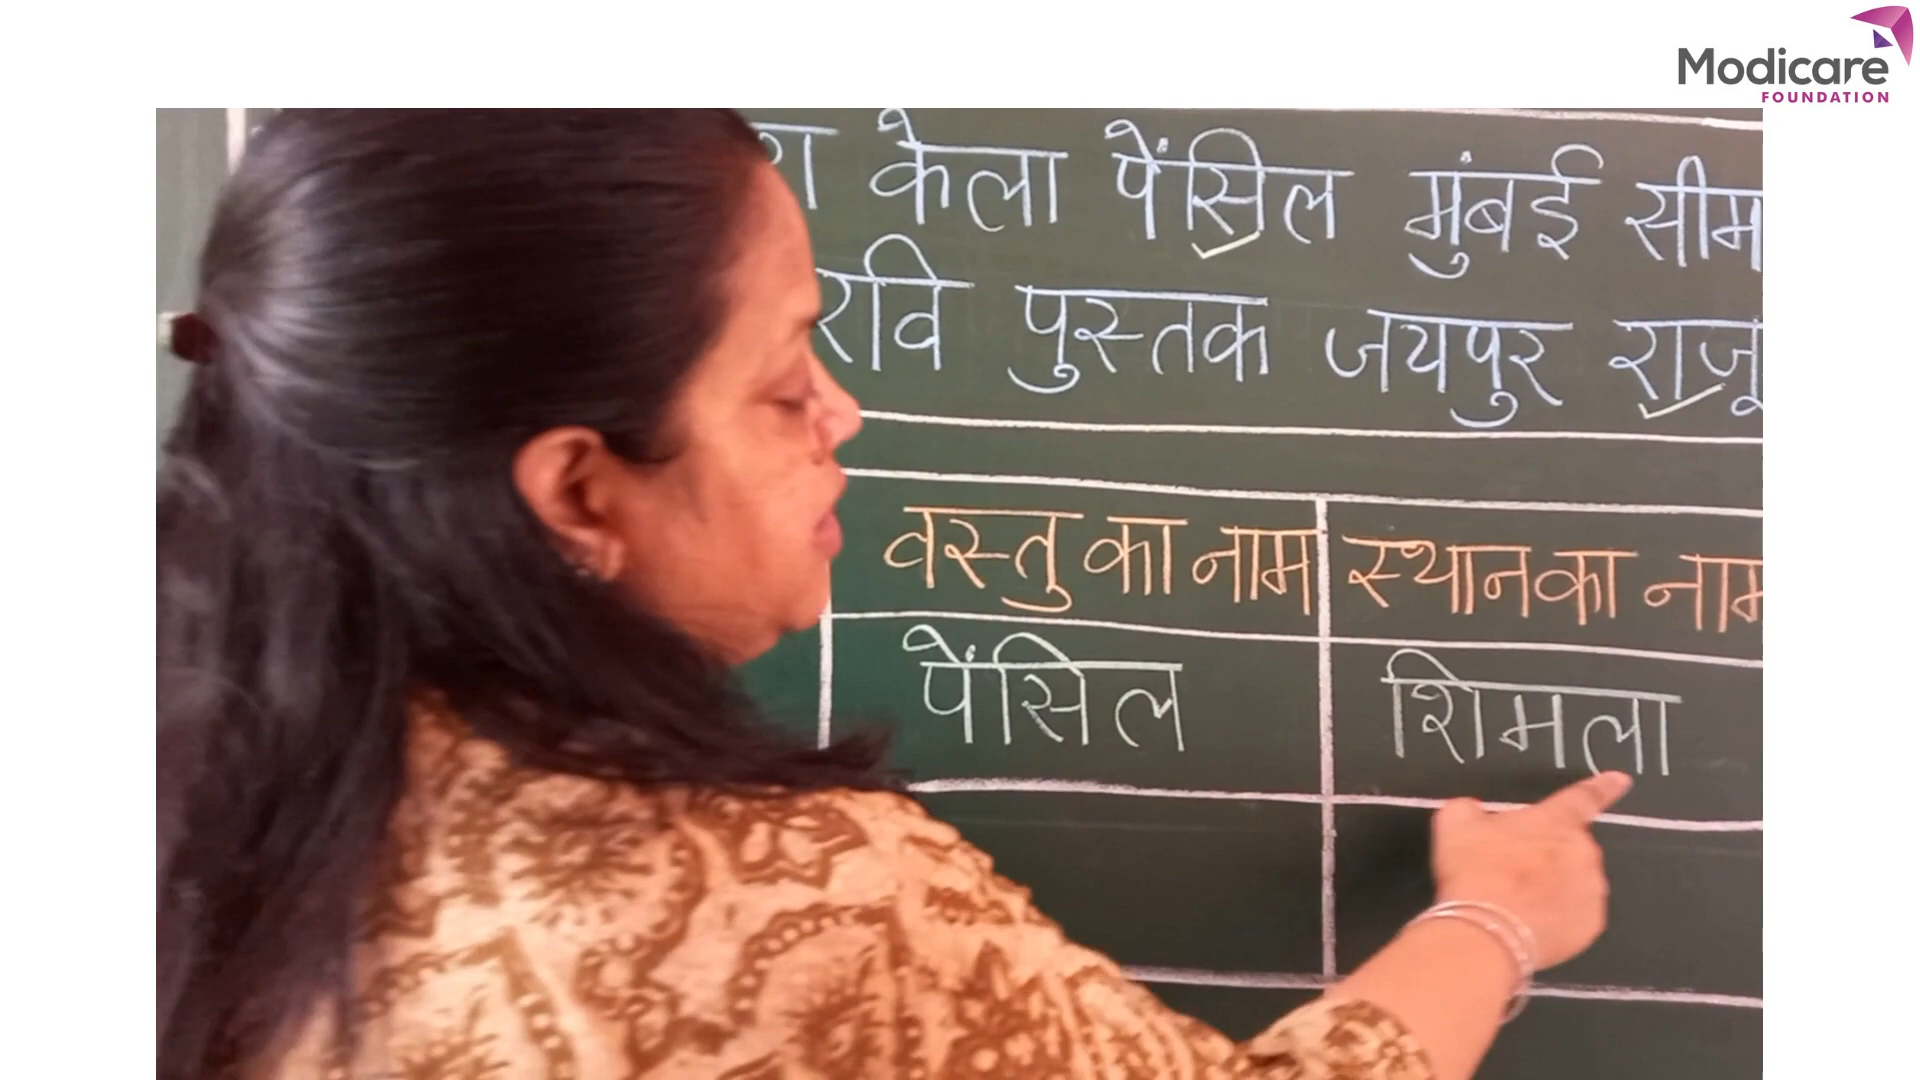 Modicare
FOUNDATION
केला पेंसिल मुंबई सीम
रवि पुस्तक जयपुर राजू
वस्तु का नाम स्थान का नाम
पेंसिल शिमला